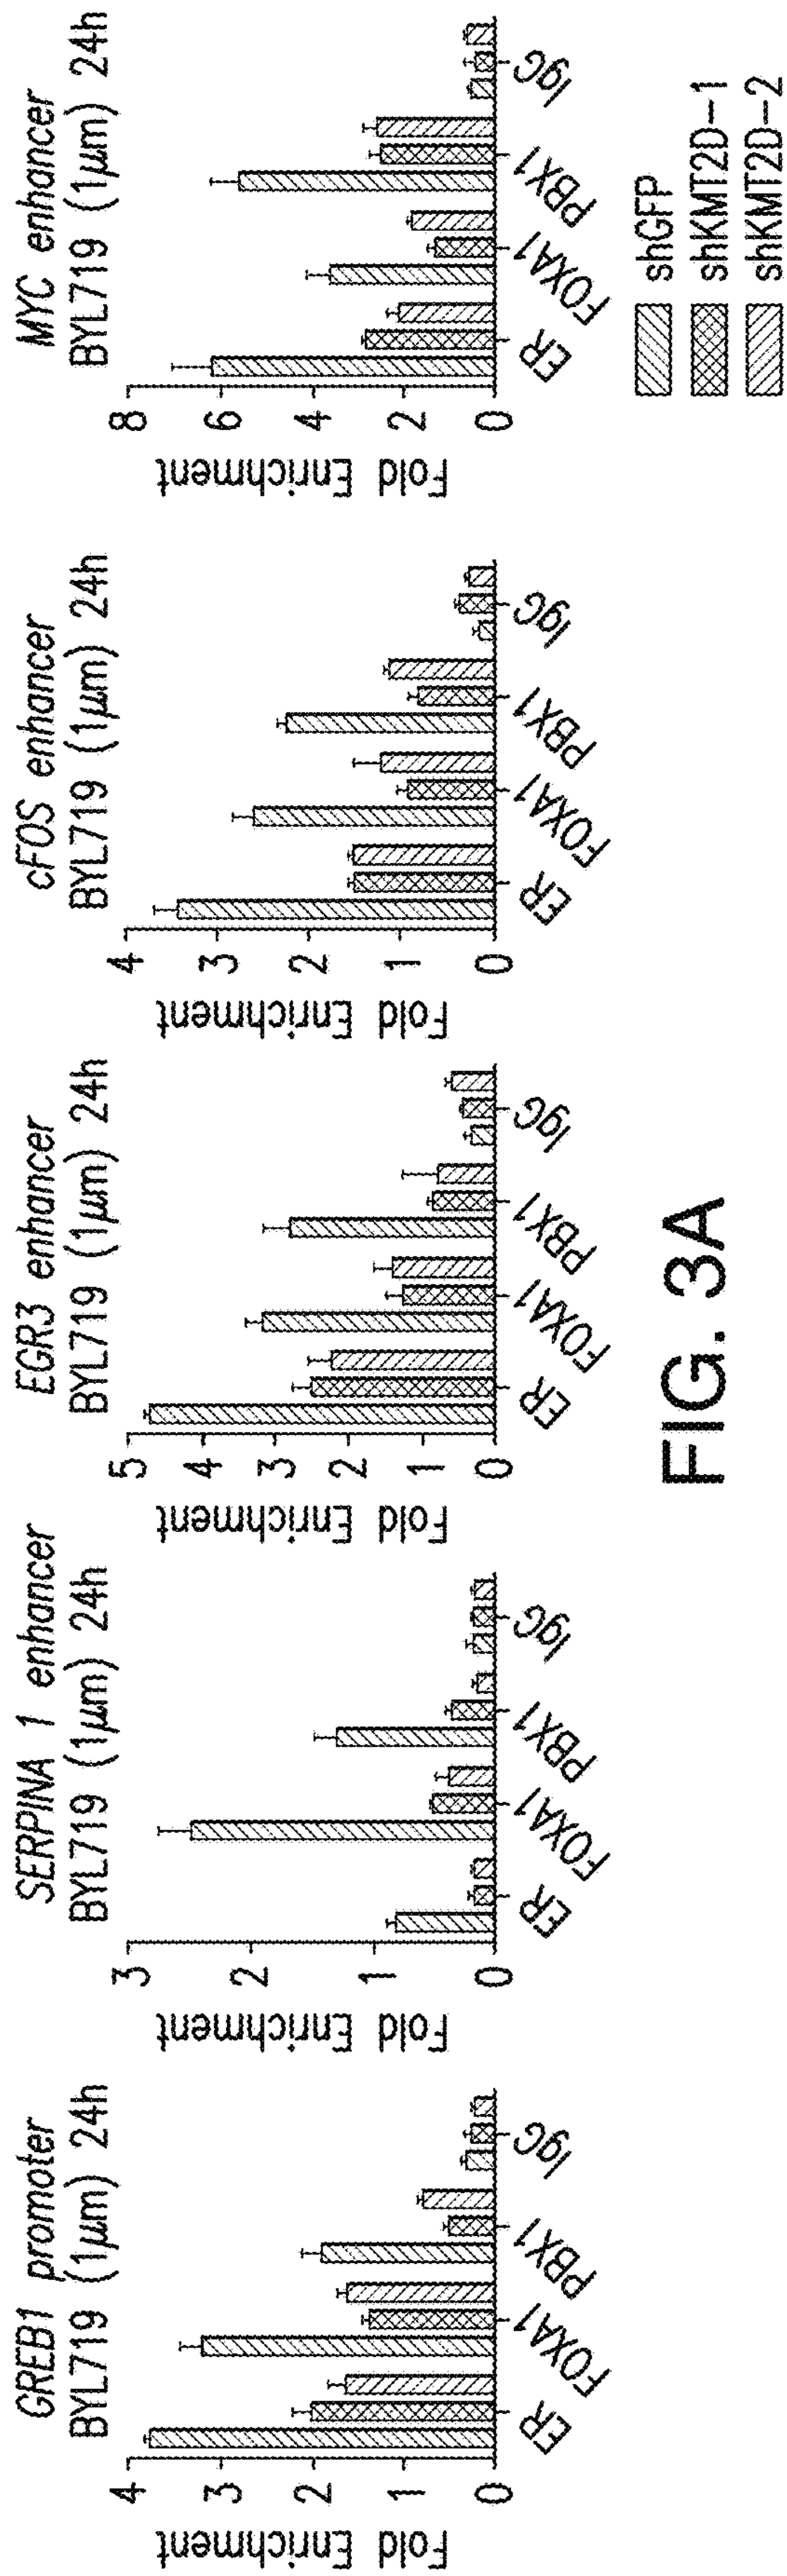 GREB1 promoter
BYL719 (1μm) 24h
Fold Enrichment
4
3
2
1
0
ER
FOXA1
PBX1
IgG
SERPINA 1 enhancer
BYL719 (1μm) 24h
Fold Enrichment
3
2
1
0
ER
FOXA1
PBX1
IgG
EGR3 enhancer
BYL719 (1μm) 24h
Fold Enrichment
5
4
3
2
1
0
ER
FOXA1
PBX1
IgG
cFOS enhancer
BYL719 (1μm) 24h
Fold Enrichment
4
3
2
1
0
ER
FOXA1
PBX1
IgG
MYC enhancer
BYL719 (1μm) 24h
Fold Enrichment
8
6
4
2
0
ER
FOXA1
PBX1
IgG
shGFP
shKMT2D-1
shKMT2D-2
FIG. 3A